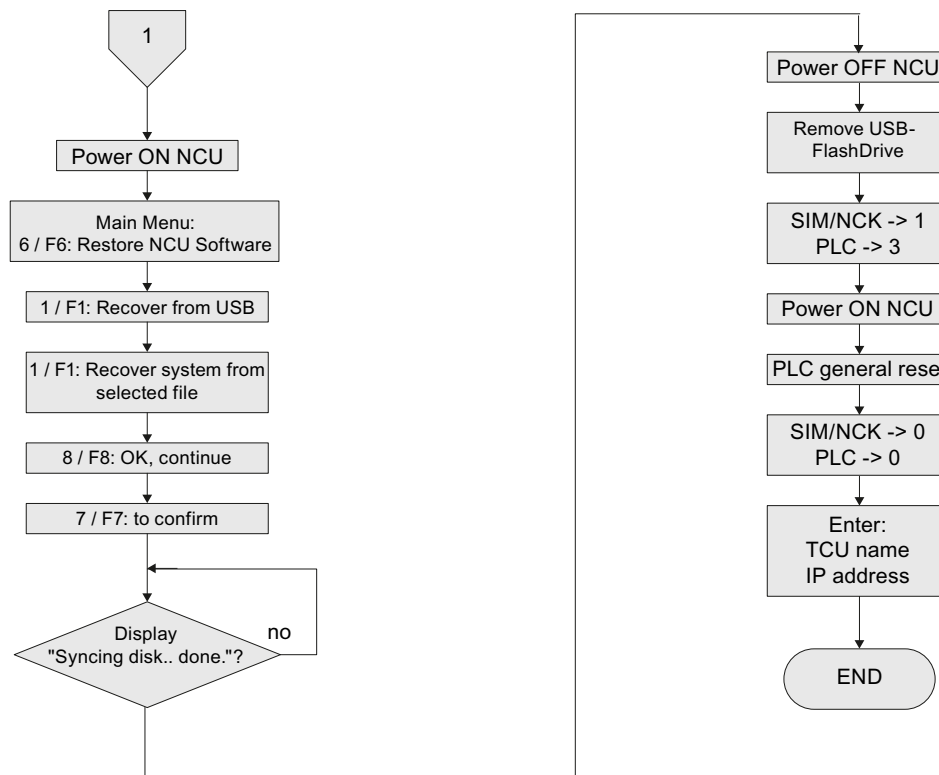 1
Power ON NCU
Main Menu:
6 / F6: Restore NCU Software
1 / F1: Recover from USB
1 / F1: Recover system from
selected file
8 / F8: OK, continue
7 / F7: to confirm
Display
"Syncing disk.. done."?
no
Power OFF NCU
Remove USB-
FlashDrive
SIM/NCK -> 1
PLC -> 3
Power ON NCU
PLC general rese
SIM/NCK -> 0
PLC -> 0
Enter:
TCU name
IP address
END